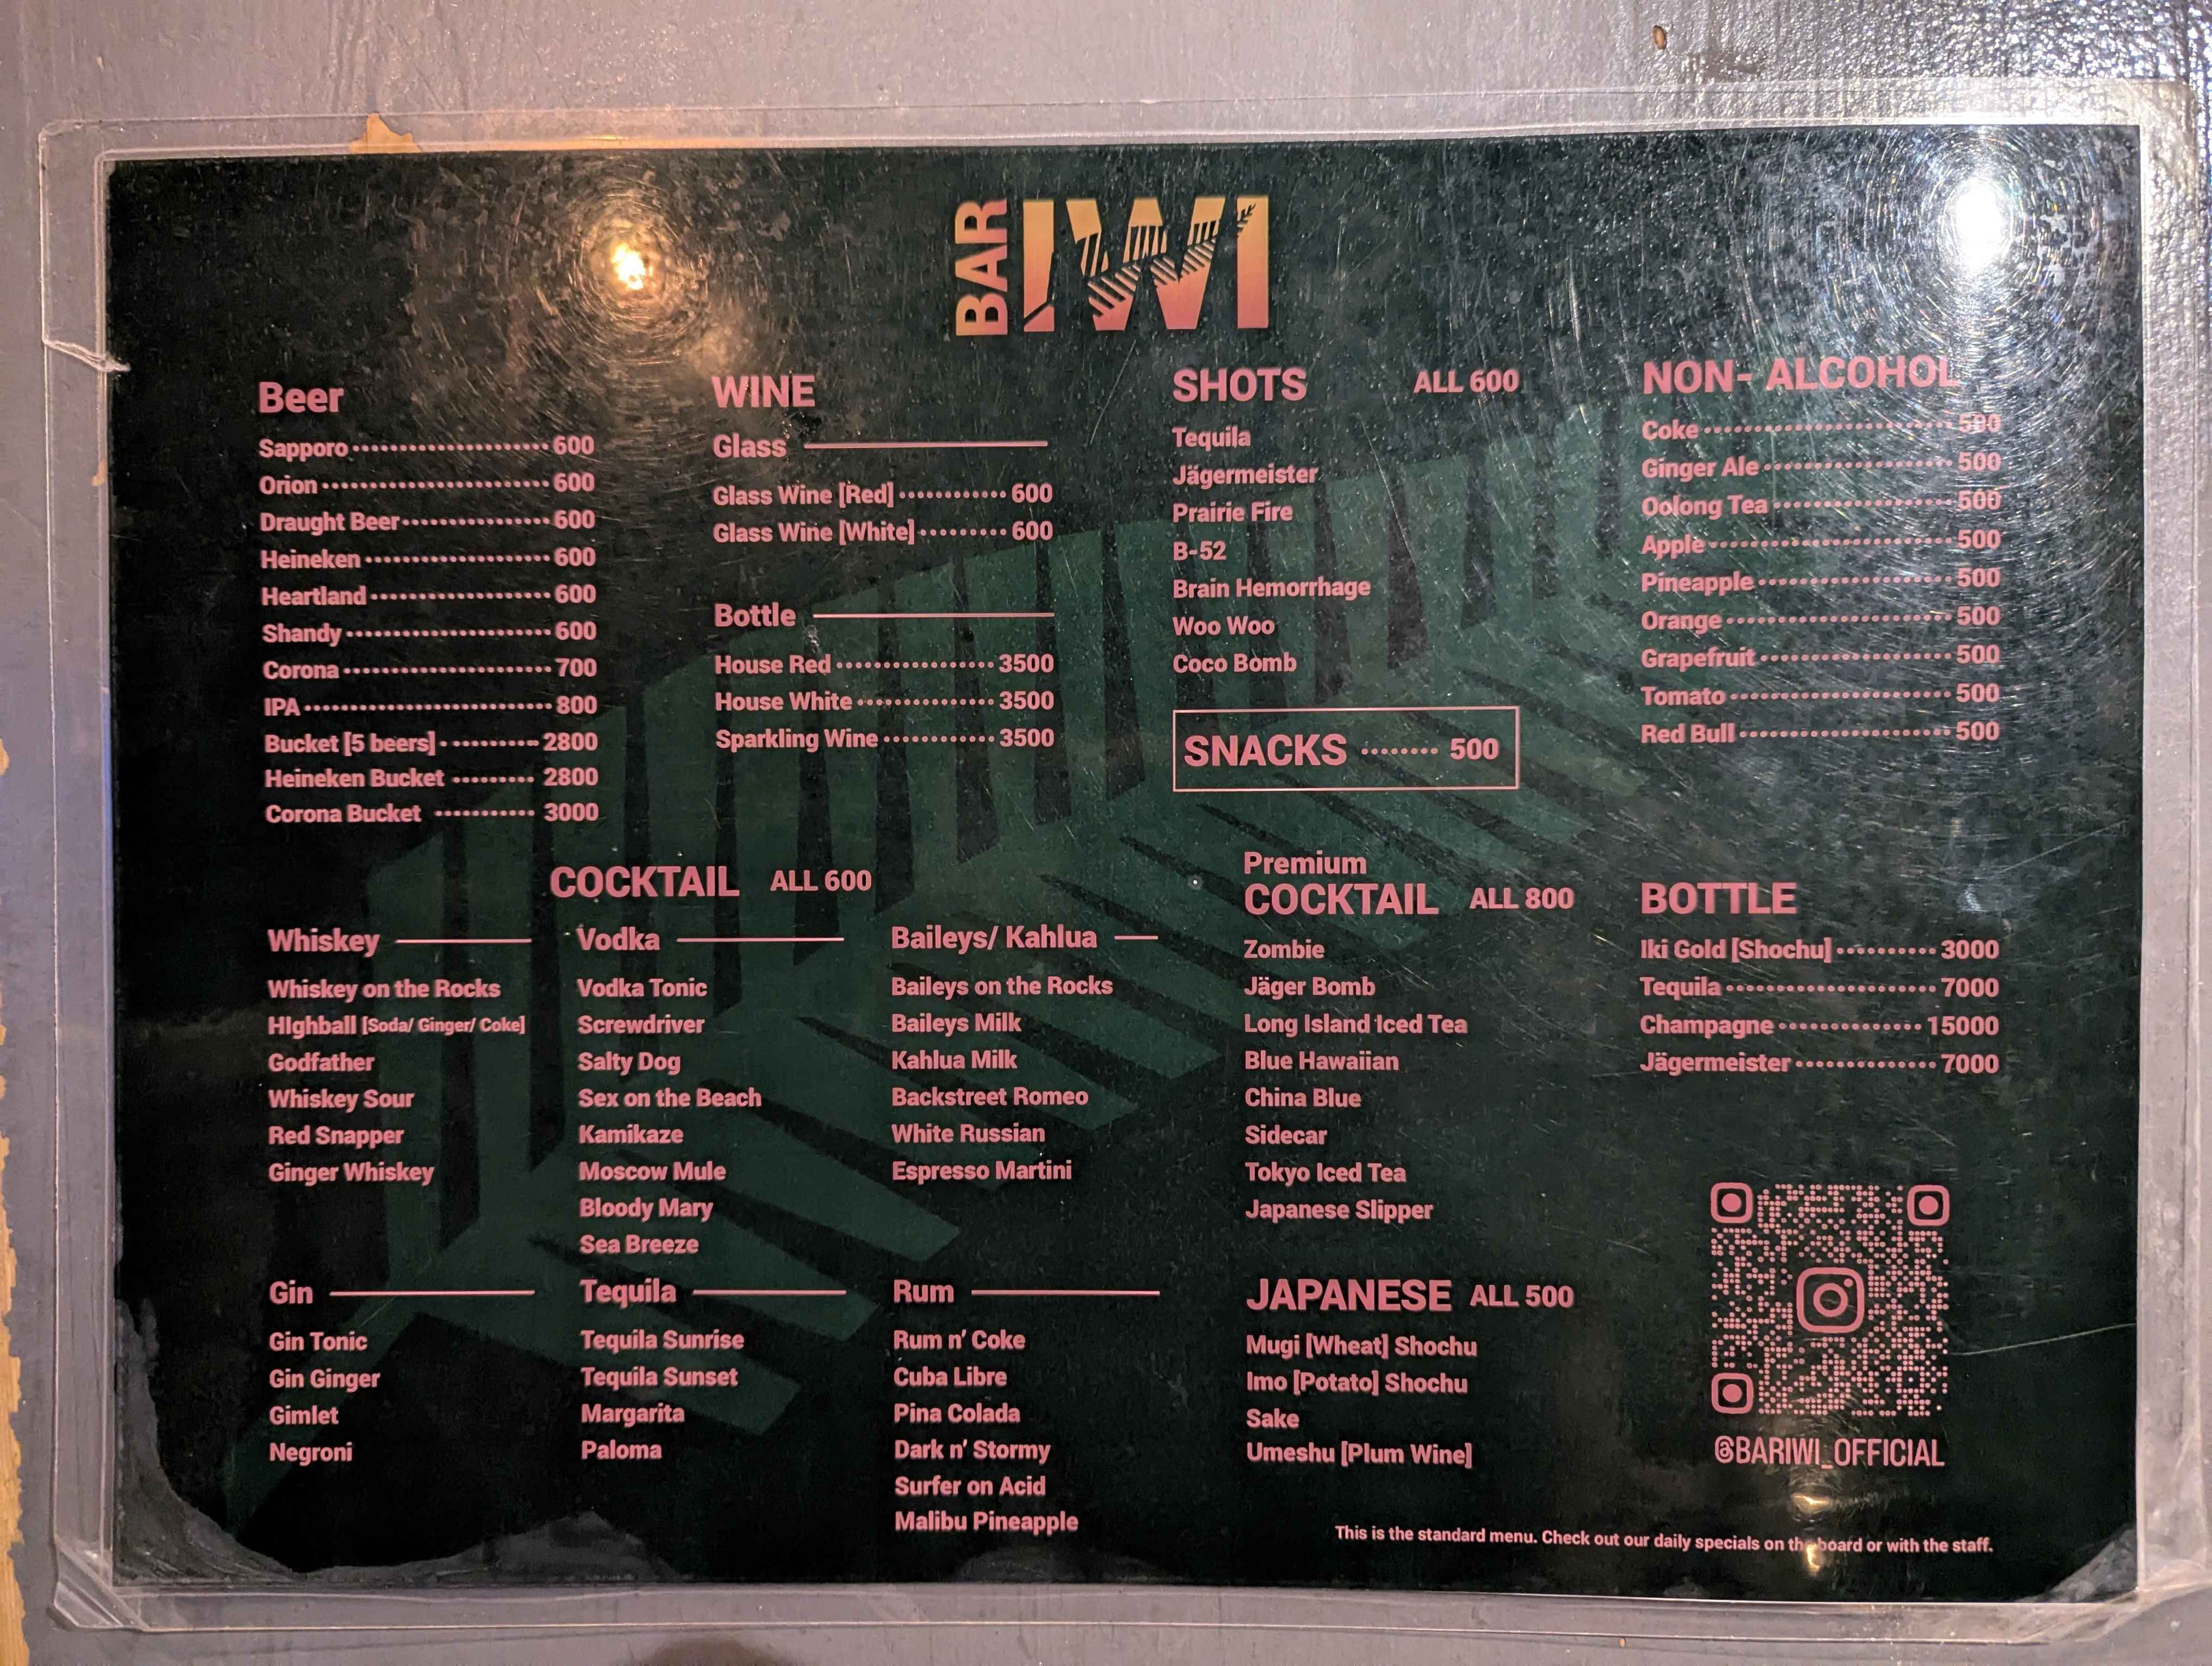 BAR IWI
Beer
Sapporo 600
Orion 600
Draught Beer 600
Heineken 600
Heartland 600
Shandy 600
Corona 700
IPA 800
Bucket [5 beers] 2800
Heineken Bucket 2800
Corona Bucket 3000
WINE
Glass
Glass Wine [Red] 600
Glass Wine [White] 600
Bottle
House Red 3500
House White 3500
Sparkling Wine 3500
SHOTS ALL 600
Tequila
Jägermeister
Prairie Fire
B-52
Brain Hemorrhage
Woo Woo
Coco Bomb
SNACKS 500
NON- ALCOHOL
Coke 500
Ginger Ale 500
Oolong Tea 500
Apple 500
Pineapple 500
Orange 500
Grapefruit 500
Tomato 500
Red Bull 500
COCKTAIL ALL 600
Whiskey
Whiskey on the Rocks
HIghball [Soda/ Ginger/ Coke]
Godfather
Whiskey Sour
Red Snapper
Ginger Whiskey
Vodka
Vodka Tonic
Screwdriver
Salty Dog
Sex on the Beach
Kamikaze
Moscow Mule
Bloody Mary
Sea Breeze
Baileys/ Kahlua
Baileys on the Rocks
Baileys Milk
Kahlua Milk
Backstreet Romeo
White Russian
Espresso Martini
Gin
Gin Tonic
Gin Ginger
Gimlet
Negroni
Tequila
Tequila Sunrise
Tequila Sunset
Margarita
Paloma
Rum
Rum n' Coke
Cuba Libre
Pina Colada
Dark n' Stormy
Surfer on Acid
Malibu Pineapple
Premium
COCKTAIL ALL 800
Zombie
Jäger Bomb
Long Island Iced Tea
Blue Hawaiian
China Blue
Sidecar
Tokyo Iced Tea
Japanese Slipper
JAPANESE ALL 500
Mugi [Wheat] Shochu
Imo [Potato] Shochu
Sake
Umeshu [Plum Wine]
BOTTLE
Iki Gold [Shochu] 3000
Tequila 7000
Champagne 15000
Jägermeister 7000
@BARIWI_OFFICIAL
This is the standard menu. Check out our daily specials on the board or with the staff.